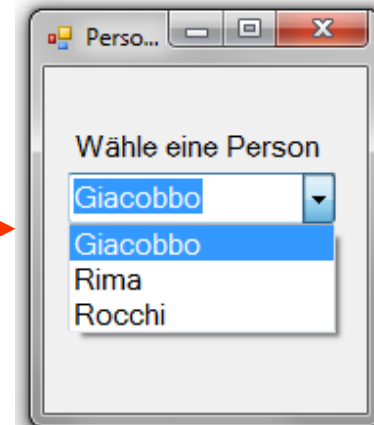 Perso...
Wähle eine Person
Giacobbo
Giacobbo
Rima
Rocchi